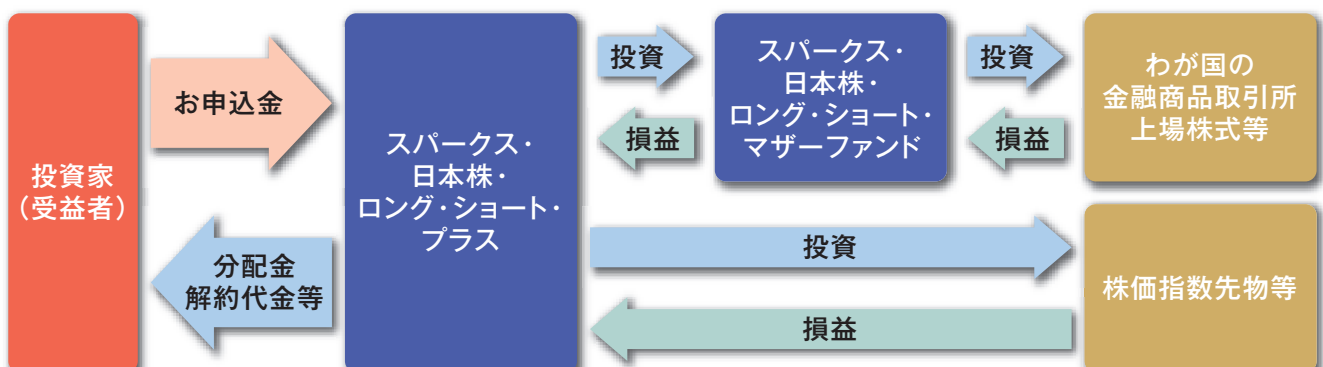 投資家
（受益者）
お申込金
分配金
解約代金等
スパークス・
日本株・
ロング・ショート・
プラス
投資
損益
スパークス・
日本株・
ロング・ショート・
マザーファンド
投資
損益
わが国の
金融商品取引所
上場株式等
投資
損益
株価指数先物等